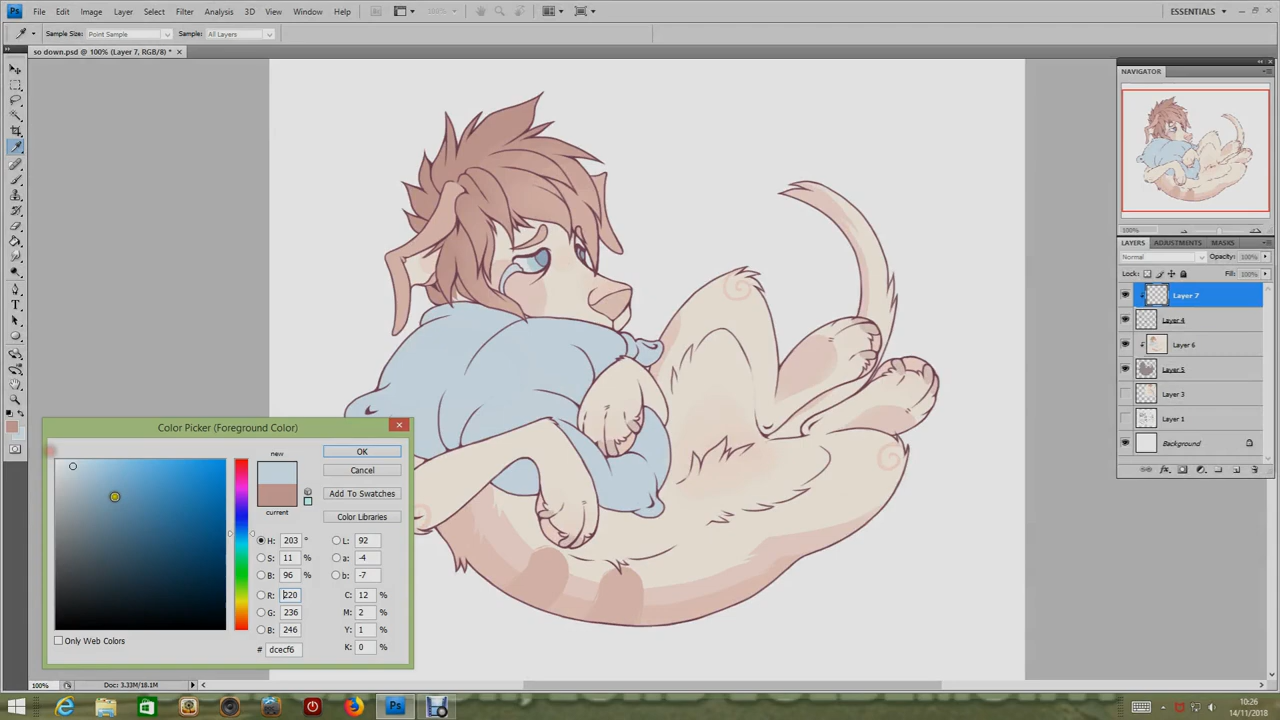 Ps File Edit Image Layer Select Filter Analysis 3D View Window Help 100% ESSENTIALS
Sample Size: Point Sample Sample: All Layers
so down.psd @ 100% (Layer 7, RGB/8) *
NAVIGATOR
100%
LAYERS ADJUSTMENTS MASKS
Normal Opacity:
Lock: Fill: 100%
Layer 7
Layer 4
Layer 6
Layer 5
Layer 3
Layer 1
Background
Color Picker (Foreground Color)
new
current
OK
Cancel
Add To Swatches
Color Libraries
H: 203 °
S: 11 %
B: 96 %
R: 220
G: 236
B: 246
# dcecf6
L: 92
a: -4
b: -7
C: 12 %
M: 2 %
Y: 1 %
K: 0 %
Only Web Colors
100% Doc: 3.33M/18.1M
Ps
10:26
14/11/2018